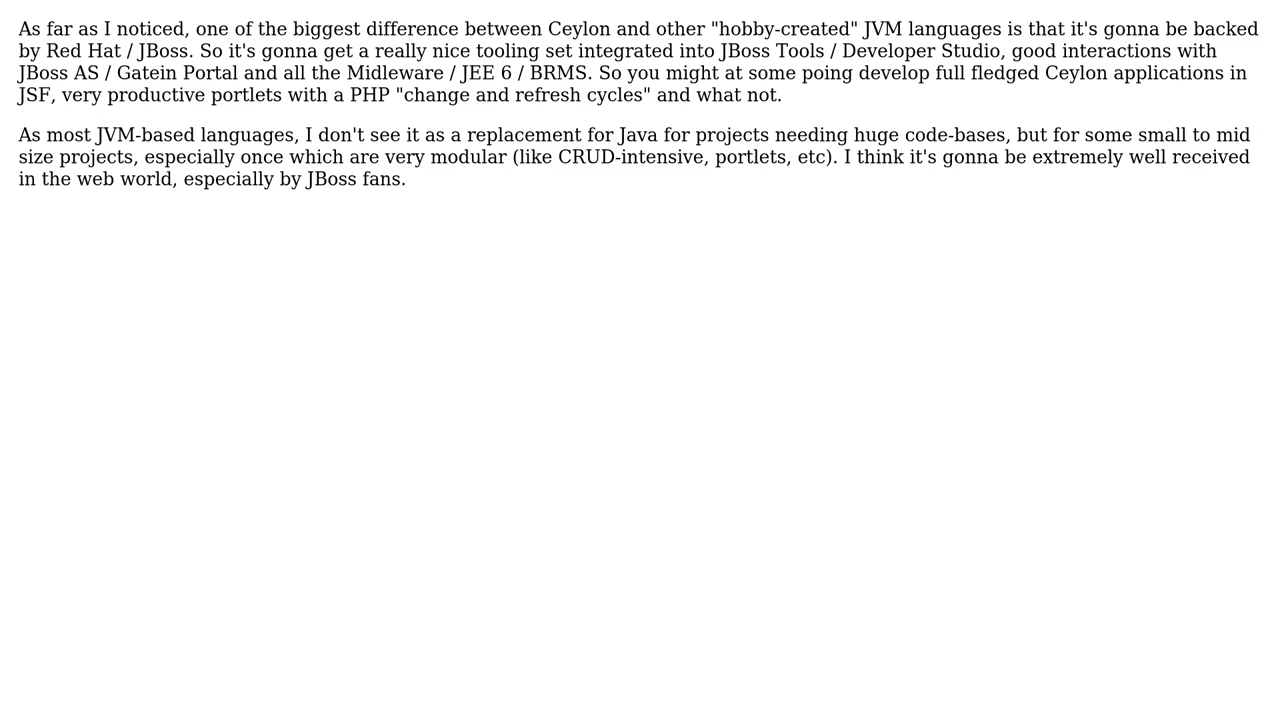 As far as I noticed, one of the biggest difference between Ceylon and other "hobby-created" JVM languages is that it's gonna be backed
by Red Hat / JBoss. So it's gonna get a really nice tooling set integrated into JBoss Tools / Developer Studio, good interactions with
JBoss AS / Gatein Portal and all the Midleware / JEE 6 / BRMS. So you might at some poing develop full fledged Ceylon applications in
JSF, very productive portlets with a PHP "change and refresh cycles" and what not.
As most JVM-based languages, I don't see it as a replacement for Java for projects needing huge code-bases, but for some small to mid
size projects, especially once which are very modular (like CRUD-intensive, portlets, etc). I think it's gonna be extremely well received
in the web world, especially by JBoss fans.